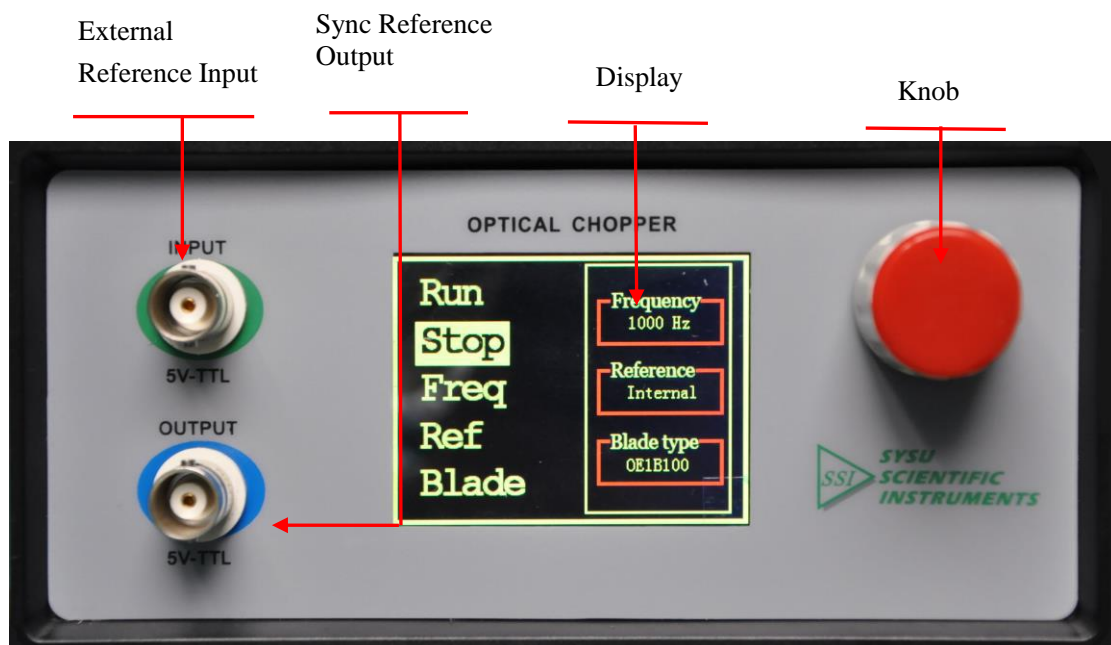 External
Reference Input
Sync Reference
Output
Display
Knob
OPTICAL CHOPPER
INPUT
5V-TTL
OUTPUT
5V-TTL
Run
Stop
Freq
Ref
Blade
Frequency
1000 Hz
Reference
Internal
Blade type
OE1B100
SSI
SYSU
SCIENTIFIC
INSTRUMENTS